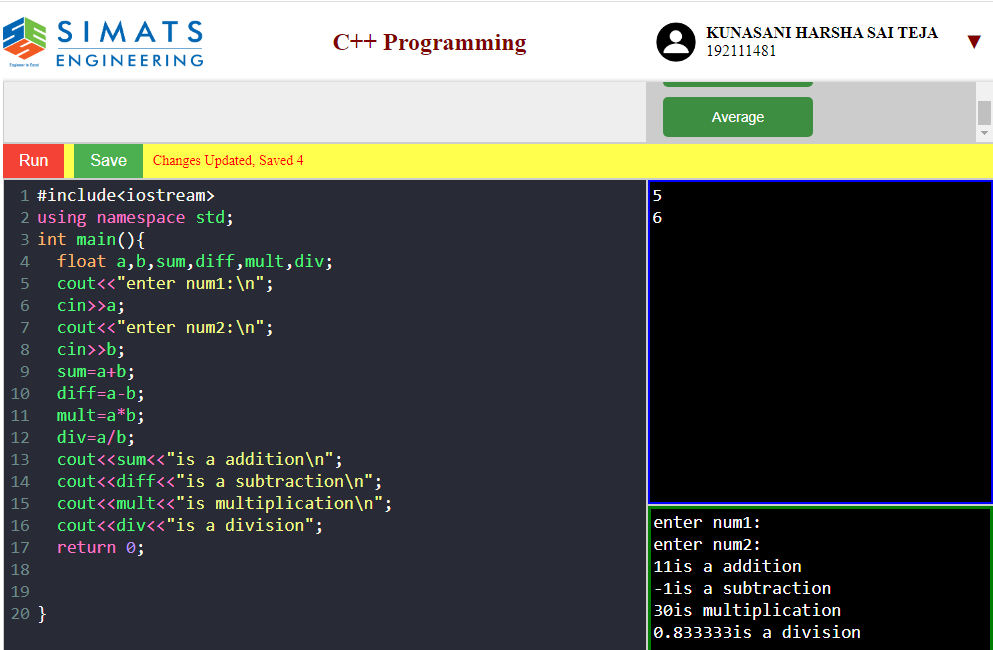 SIMATS
ENGINEERING
Engineer to Excel
C++ Programming
KUNASANI HARSHA SAI TEJA
192111481
Average
Run
Save
Changes Updated, Saved 4
1 #include<iostream>
2 using namespace std;
3 int main(){
4   float a,b,sum,diff,mult,div;
5   cout<<"enter num1:\n";
6   cin>>a;
7   cout<<"enter num2:\n";
8   cin>>b;
9   sum=a+b;
10   diff=a-b;
11   mult=a*b;
12   div=a/b;
13   cout<<sum<<"is a addition\n";
14   cout<<diff<<"is a subtraction\n";
15   cout<<mult<<"is multiplication\n";
16   cout<<div<<"is a division";
17   return 0;
18
19
20 }
5
6
enter num1:
enter num2:
11is a addition
-1is a subtraction
30is multiplication
0.833333is a division